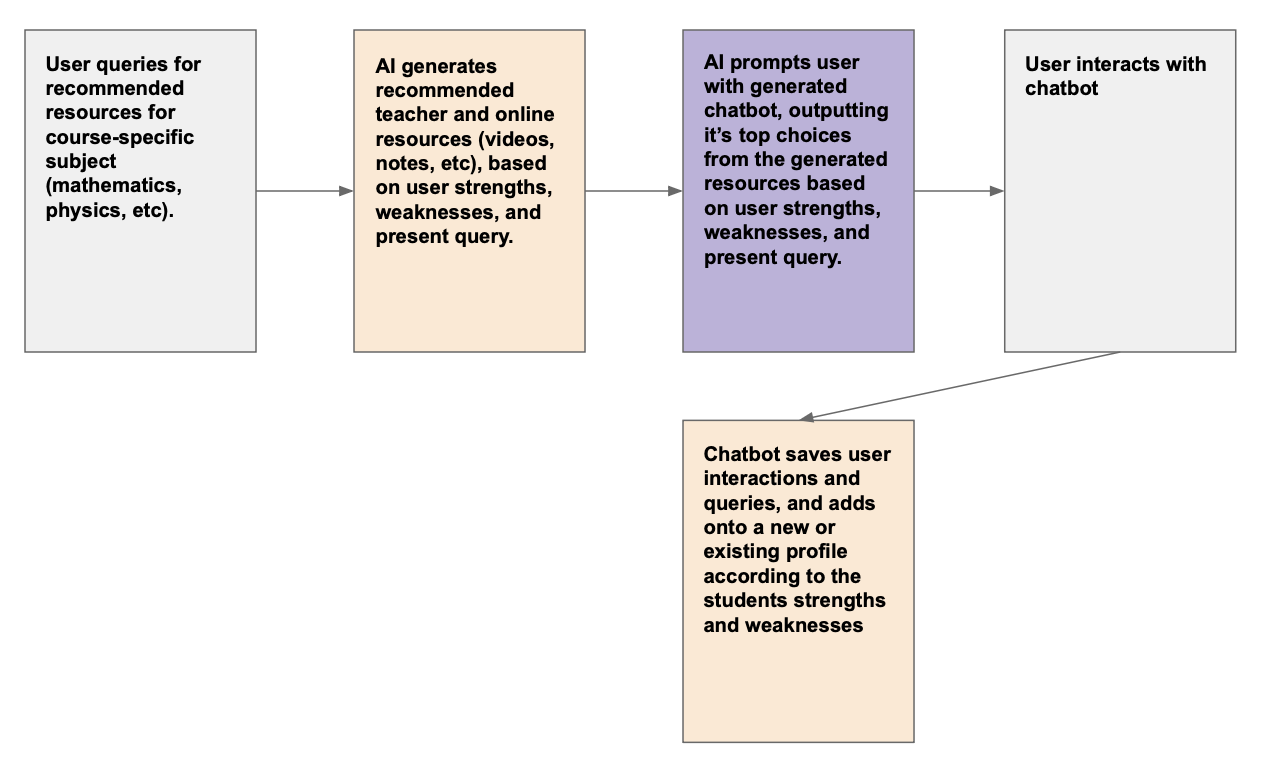 User queries for
recommended
resources for
course-specific
subject
(mathematics,
physics, etc).
AI generates
recommended
teacher and online
resources (videos,
notes, etc), based
on user strengths,
weaknesses, and
present query.
AI prompts user
with generated
chatbot, outputting
it’s top choices
from the generated
resources based
on user strengths,
weaknesses, and
present query.
User interacts with
chatbot
Chatbot saves user
interactions and
queries, and adds
onto a new or
existing profile
according to the
students strengths
and weaknesses